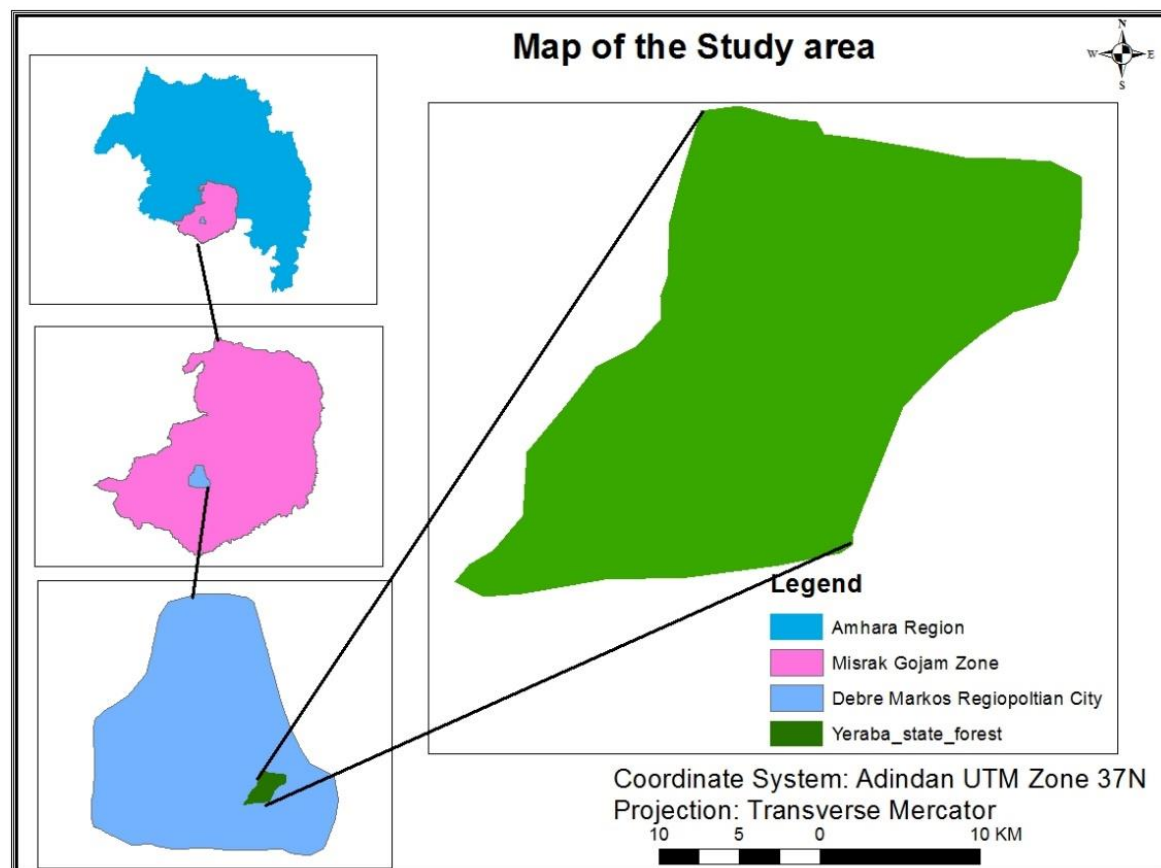 Map of the Study area
N
W E
S
Legend
Amhara Region
Misrak Gojam Zone
Debre Markos Regiopoltian City
Yeraba_state_forest
Coordinate System: Adindan UTM Zone 37N
Projection: Transverse Mercator
10 5 0 10 KM